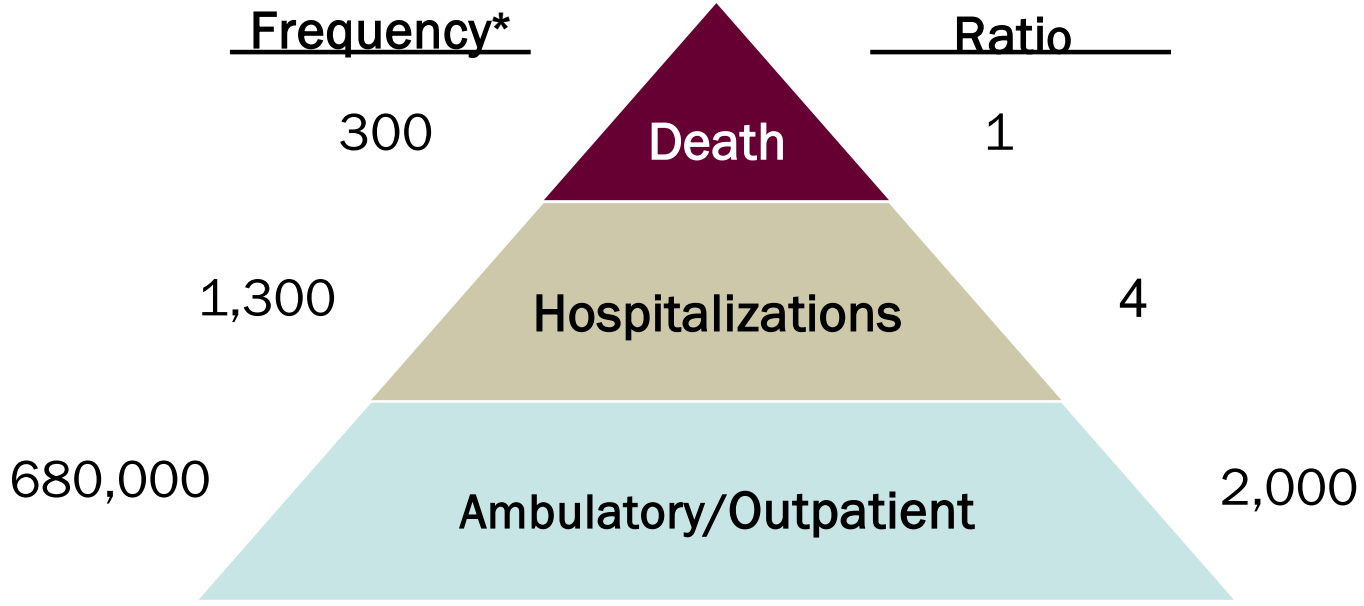 Frequency* Ratio
300 Death 1
1,300 Hospitalizations 4
680,000 Ambulatory/Outpatient 2,000